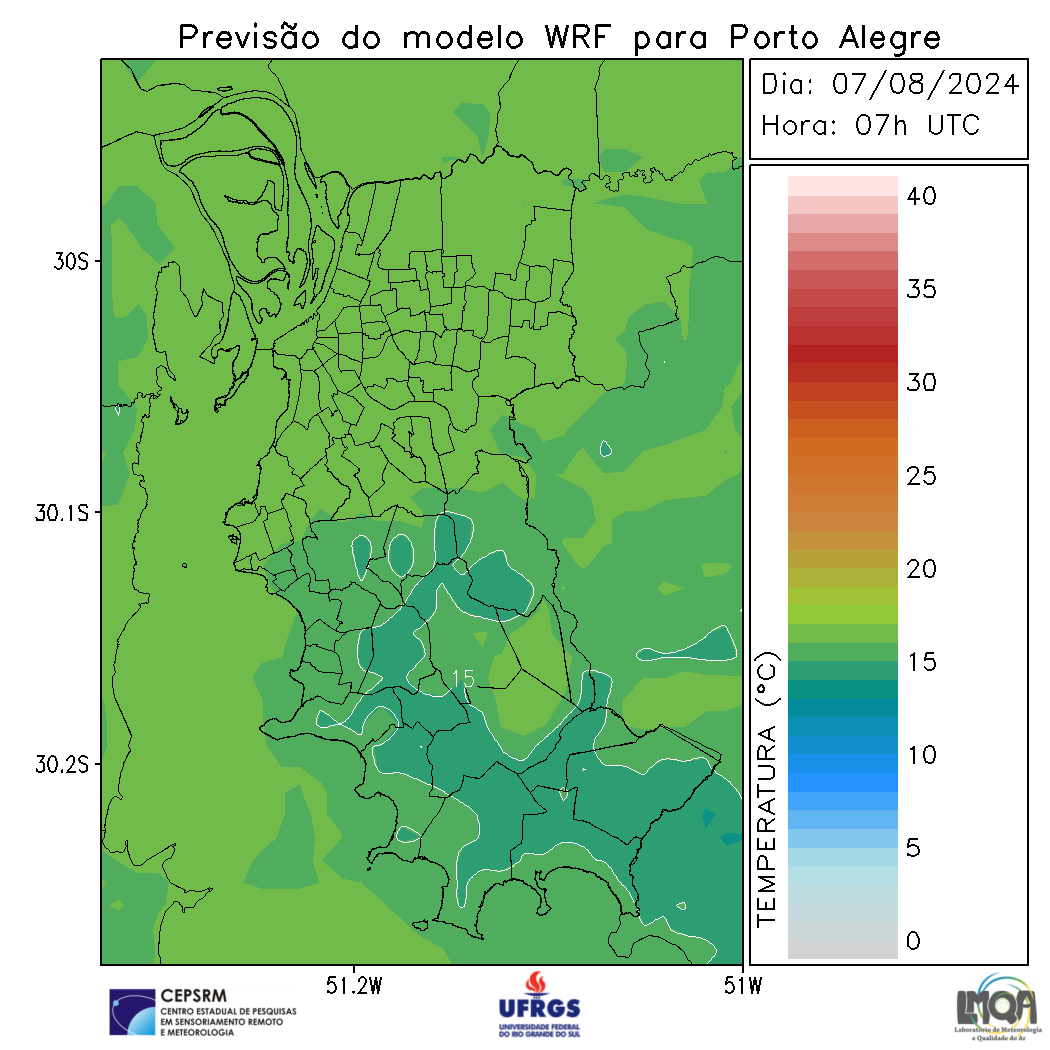 Previsão do modelo WRF para Porto Alegre
Dia: 07/08/2024
Hora: 07h UTC
30S
30.1S
30.2S
51.2W
51W
15
40
35
30
25
20
15
10
5
0
TEMPERATURA (°C)
CEPSRM
CENTRO ESTADUAL DE PESQUISAS
EM SENSORIAMENTO REMOTO
E METEOROLOGIA
UFRGS
UNIVERSIDADE FEDERAL
DO RIO GRANDE DO SUL
LMQA
Laboratório de Meteorologia
e Qualidade do Ar